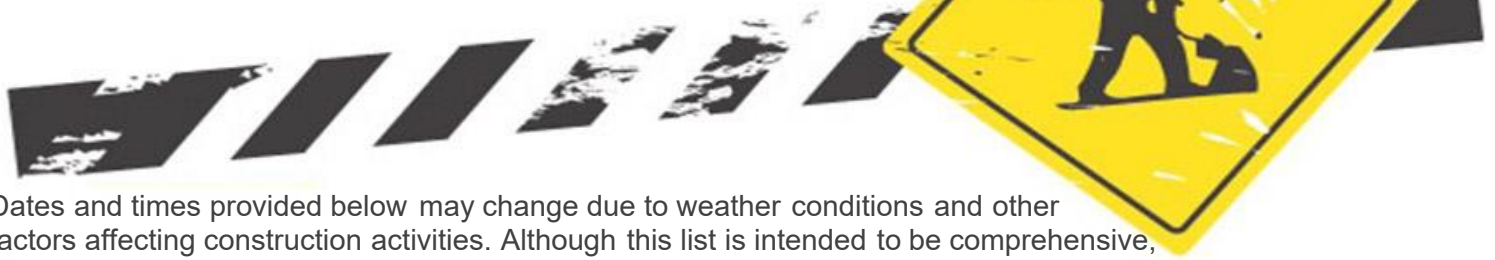 Dates and times provided below may change due to weather conditions and other
actors affecting construction activities. Although this list is intended to be comprehensive,